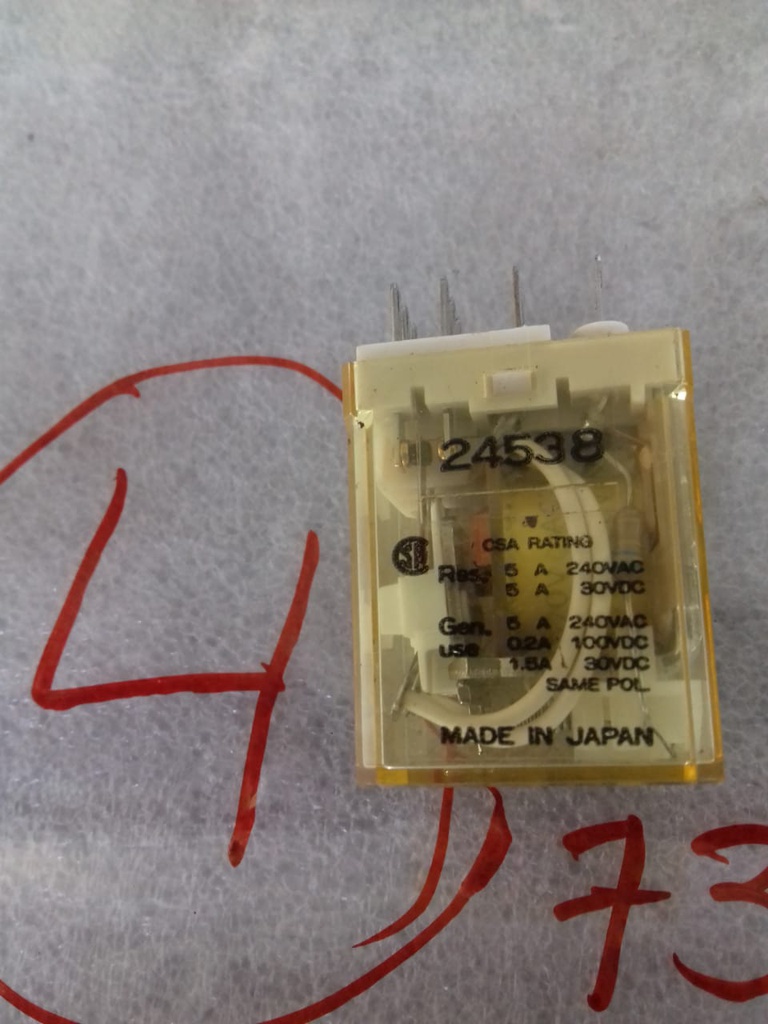 24538
CSA RATING
Res. 5 A 240VAC
5 A 30VDC
Gen. 5 A 240VAC
use 0.2A 100VDC
1.5A 30VDC
SAME POL.
MADE IN JAPAN
4
73